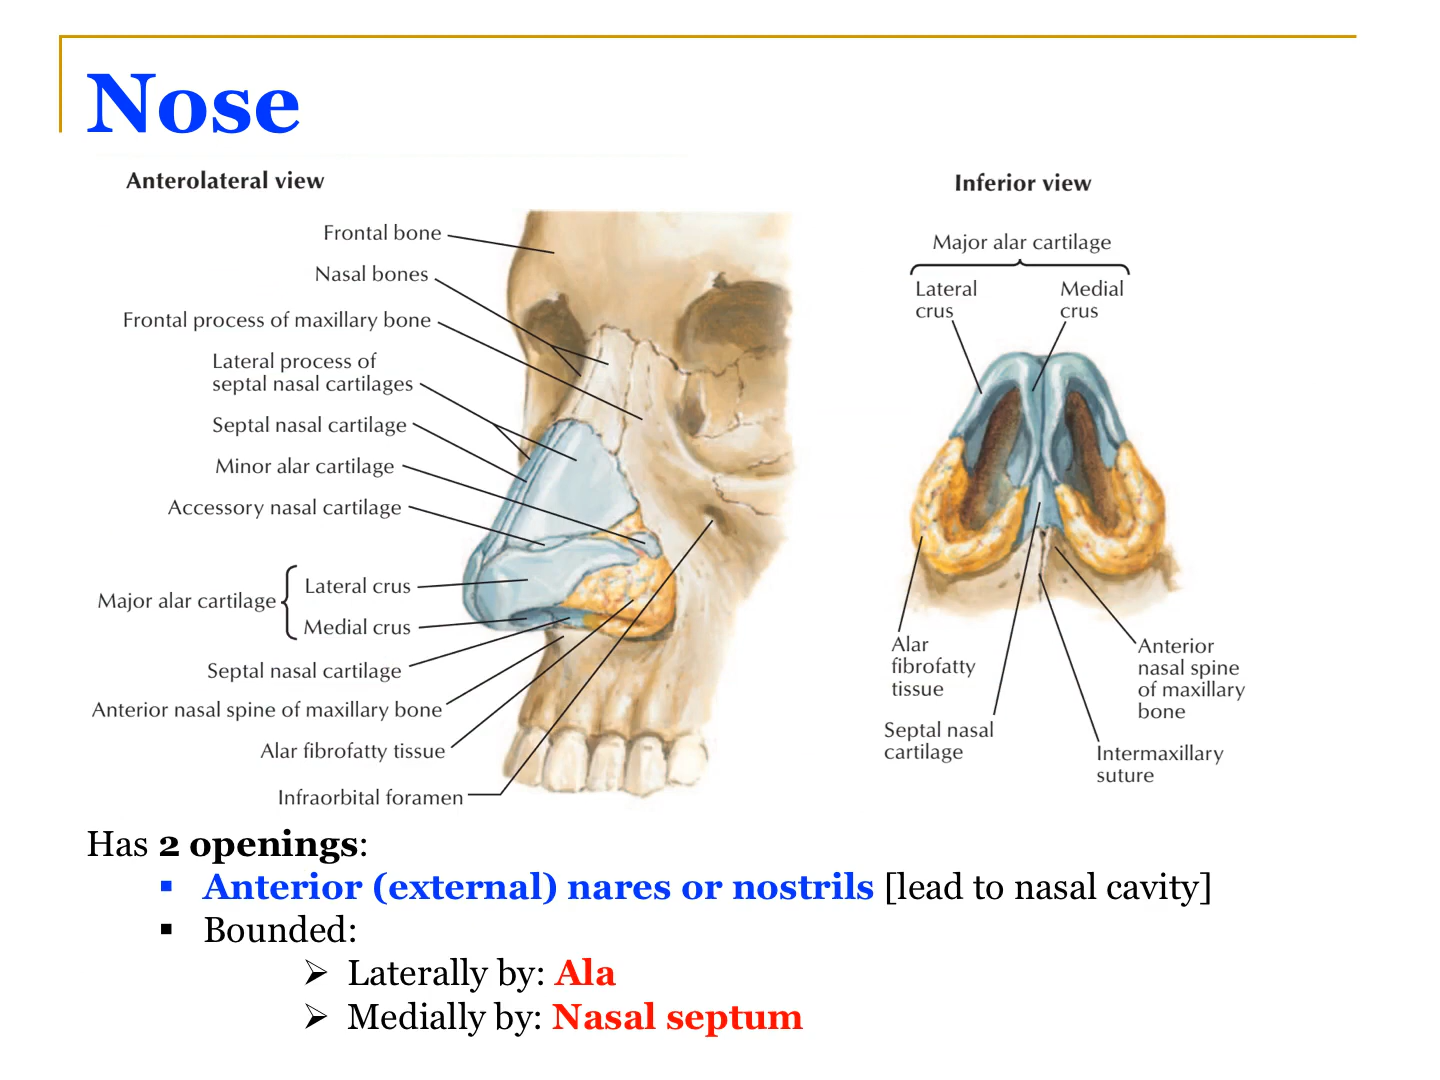 Nose
Anterolateral view
Frontal bone
Nasal bones
Frontal process of maxillary bone
Lateral process of
septal nasal cartilages
Septal nasal cartilage
Minor alar cartilage
Accessory nasal cartilage
Major alar cartilage
Lateral crus
Medial crus
Septal nasal cartilage
Anterior nasal spine of maxillary bone
Alar fibrofatty tissue
Infraorbital foramen
Inferior view
Major alar cartilage
Lateral
crus
Medial
crus
Alar
fibrofatty
tissue
Septal nasal
cartilage
Anterior
nasal spine
of maxillary
bone
Intermaxillary
suture
Has 2 openings:
▪ Anterior (external) nares or nostrils [lead to nasal cavity]
▪ Bounded:
➢ Laterally by: Ala
➢ Medially by: Nasal septum